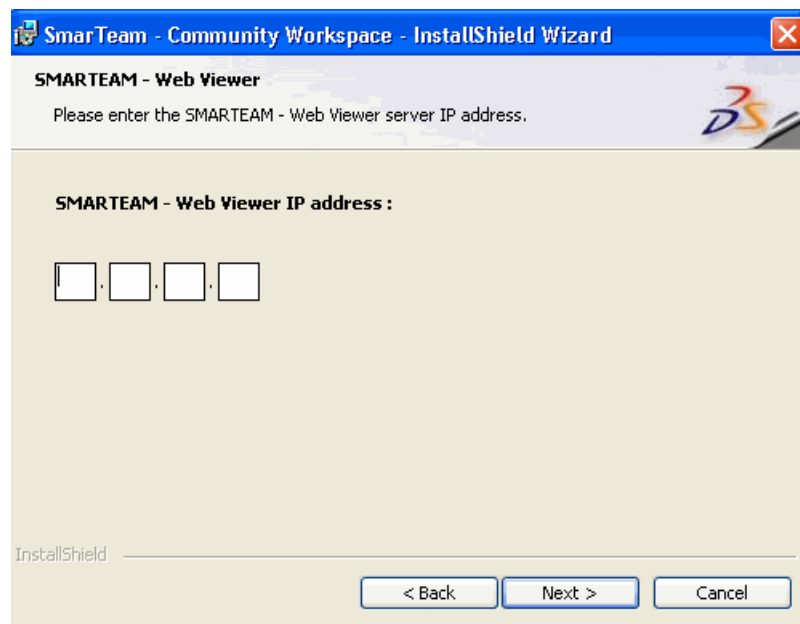 SmarTeam - Community Workspace - InstallShield Wizard
SMARTEAM - Web Viewer
Please enter the SMARTEAM - Web Viewer server IP address.
SMARTEAM - Web Viewer IP address :
. . .
InstallShield
< Back Next > Cancel